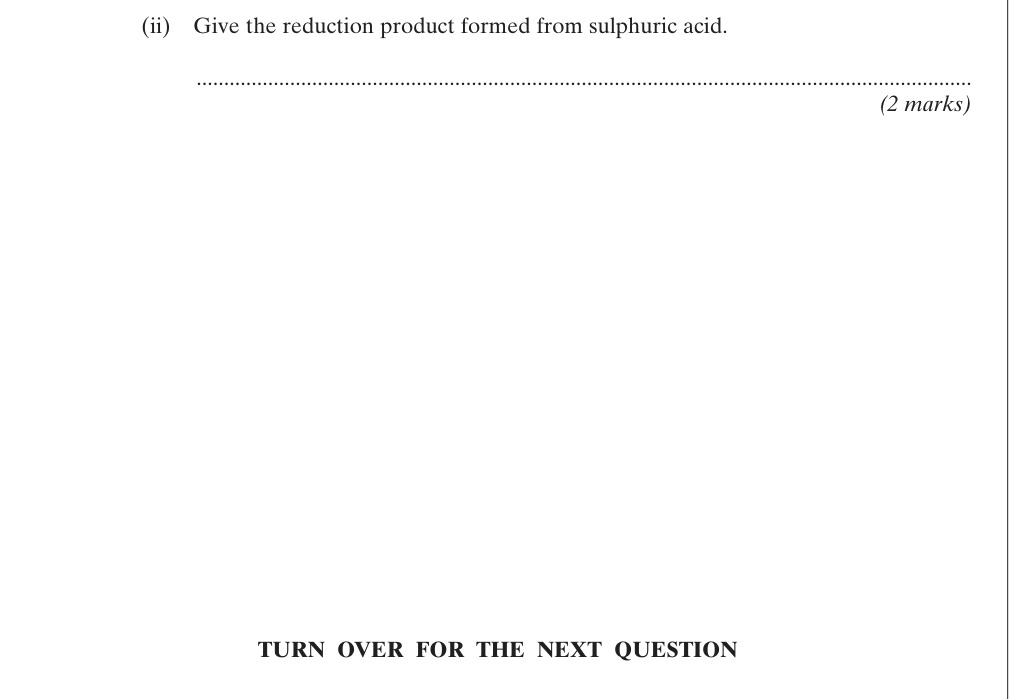 (ii) Give the reduction product formed from sulphuric acid.
..............................................................................................................................................
(2 marks)
TURN OVER FOR THE NEXT QUESTION